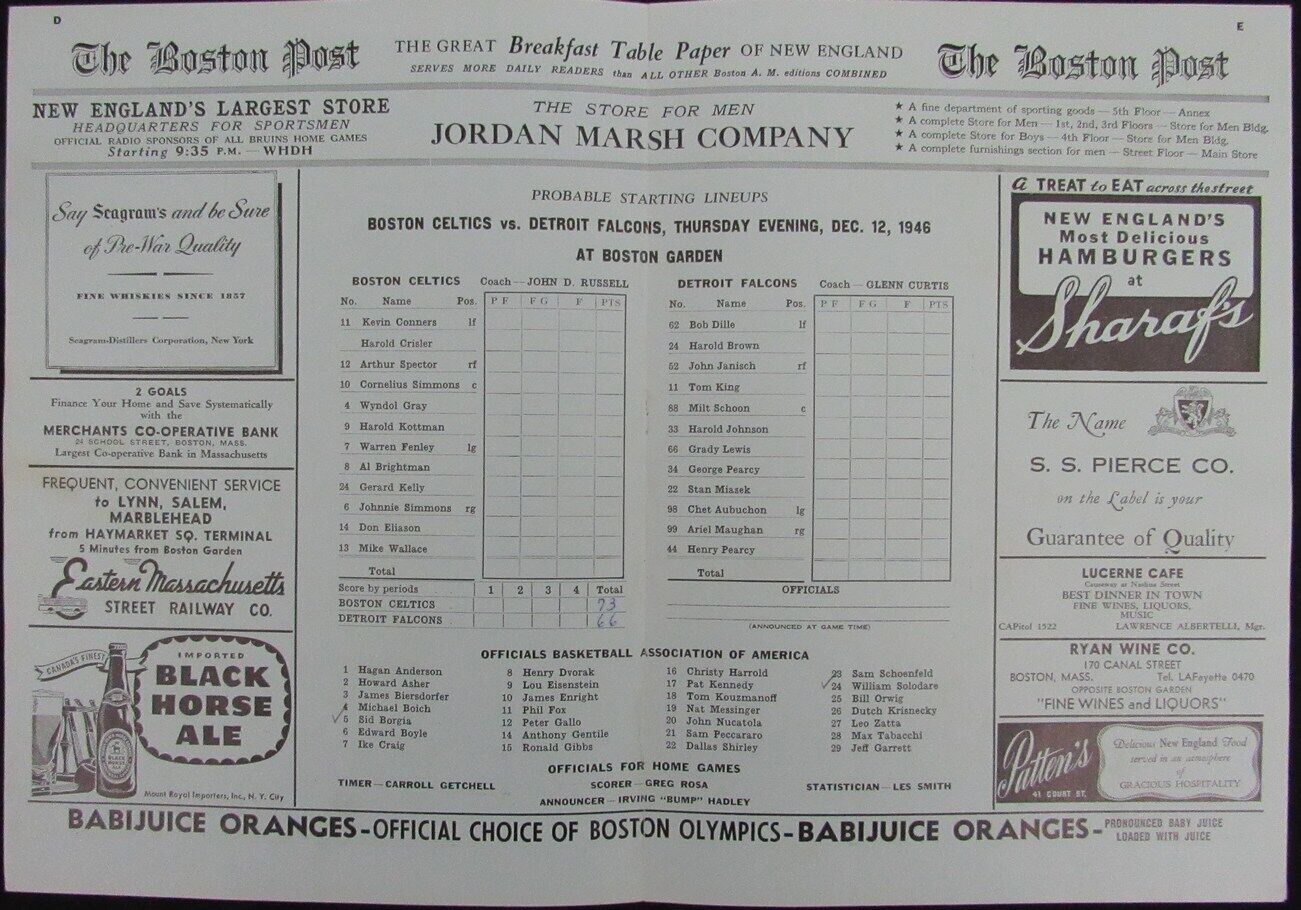 D
E
The Boston Post
THE GREAT Breakfast Table Paper OF NEW ENGLAND
SERVES MORE DAILY READERS than ALL OTHER Boston A. M. editions COMBINED
The Boston Post
NEW ENGLAND'S LARGEST STORE
HEADQUARTERS FOR SPORTSMEN
OFFICIAL RADIO SPONSORS OF ALL BRUINS HOME GAMES
Starting 9:35 P.M. — WHDH
THE STORE FOR MEN
JORDAN MARSH COMPANY
★ A fine department of sporting goods — 5th Floor — Annex
★ A complete Store for Men — 1st, 2nd, 3rd Floors — Store for Men Bldg.
★ A complete Store for Boys — 4th Floor — Store for Men Bldg.
★ A complete furnishings section for men — Street Floor — Main Store
Say Seagram's and be Sure
of Pre-War Quality
FINE WHISKIES SINCE 1857
Seagram-Distillers Corporation, New York
2 GOALS
Finance Your Home and Save Systematically
with the
MERCHANTS CO-OPERATIVE BANK
24 SCHOOL STREET, BOSTON, MASS.
Largest Co-operative Bank in Massachusetts
FREQUENT, CONVENIENT SERVICE
to LYNN, SALEM,
MARBLEHEAD
from HAYMARKET SQ. TERMINAL
5 Minutes from Boston Garden
Eastern Massachusetts
STREET RAILWAY CO.
CANADA'S FINEST
IMPORTED
BLACK
HORSE
ALE
BLACK HORSE
Mount Royal Importers, Inc., N. Y. City
PROBABLE STARTING LINEUPS
BOSTON CELTICS vs. DETROIT FALCONS, THURSDAY EVENING, DEC. 12, 1946
AT BOSTON GARDEN
BOSTON CELTICS Coach — JOHN D. RUSSELL
No. Name Pos. PF FG F PTS
11 Kevin Conners lf
Harold Crisler
12 Arthur Spector rf
10 Cornelius Simmons c
4 Wyndol Gray
9 Harold Kottman
7 Warren Fenley lg
8 Al Brightman
24 Gerard Kelly
6 Johnnie Simmons rg
14 Don Eliason
13 Mike Wallace
Total
Score by periods 1 2 3 4 Total
BOSTON CELTICS 73
DETROIT FALCONS 66
DETROIT FALCONS Coach — GLENN CURTIS
No. Name Pos. PF FG F PTS
62 Bob Dille lf
24 Harold Brown
52 John Janisch rf
11 Tom King
88 Milt Schoon c
33 Harold Johnson
66 Grady Lewis
34 George Pearcy
22 Stan Miasek
98 Chet Aubuchon lg
99 Ariel Maughan rg
44 Henry Pearcy
Total
OFFICIALS
(ANNOUNCED AT GAME TIME)
OFFICIALS BASKETBALL ASSOCIATION OF AMERICA
1 Hagan Anderson
2 Howard Asher
3 James Biersdorfer
4 Michael Boich
✓ 5 Sid Borgia
6 Edward Boyle
7 Ike Craig
8 Henry Dvorak
9 Lou Eisenstein
10 James Enright
11 Phil Fox
12 Peter Gallo
14 Anthony Gentile
15 Ronald Gibbs
16 Christy Harrold
17 Pat Kennedy
18 Tom Kouzmanoff
19 Nat Messinger
20 John Nucatola
21 Sam Peccararo
22 Dallas Shirley
23 Sam Schoenfeld
✓ 24 William Solodare
25 Bill Orwig
26 Dutch Krisnecky
27 Leo Zatta
28 Max Tabacchi
29 Jeff Garrett
OFFICIALS FOR HOME GAMES
TIMER — CARROLL GETCHELL SCORER — GREG ROSA STATISTICIAN — LES SMITH
ANNOUNCER — IRVING "BUMP" HADLEY
a TREAT to EAT across the street
NEW ENGLAND'S
Most Delicious
HAMBURGERS
at
Sharaf's
The Name
S. S. PIERCE CO.
on the Label is your
Guarantee of Quality
LUCERNE CAFE
Causeway at Nashua Street
BEST DINNER IN TOWN
FINE WINES, LIQUORS,
MUSIC
CAPitol 1522 LAWRENCE ALBERTELLI, Mgr.
RYAN WINE CO.
170 CANAL STREET
BOSTON, MASS. Tel. LAFayette 0470
OPPOSITE BOSTON GARDEN
"FINE WINES and LIQUORS"
Patten's
41 COURT ST.
Delicious New England Food
served in an atmosphere
of
GRACIOUS HOSPITALITY
BABIJUICE ORANGES-OFFICIAL CHOICE OF BOSTON OLYMPICS-BABIJUICE ORANGES- PRONOUNCED BABY JUICE
LOADED WITH JUICE